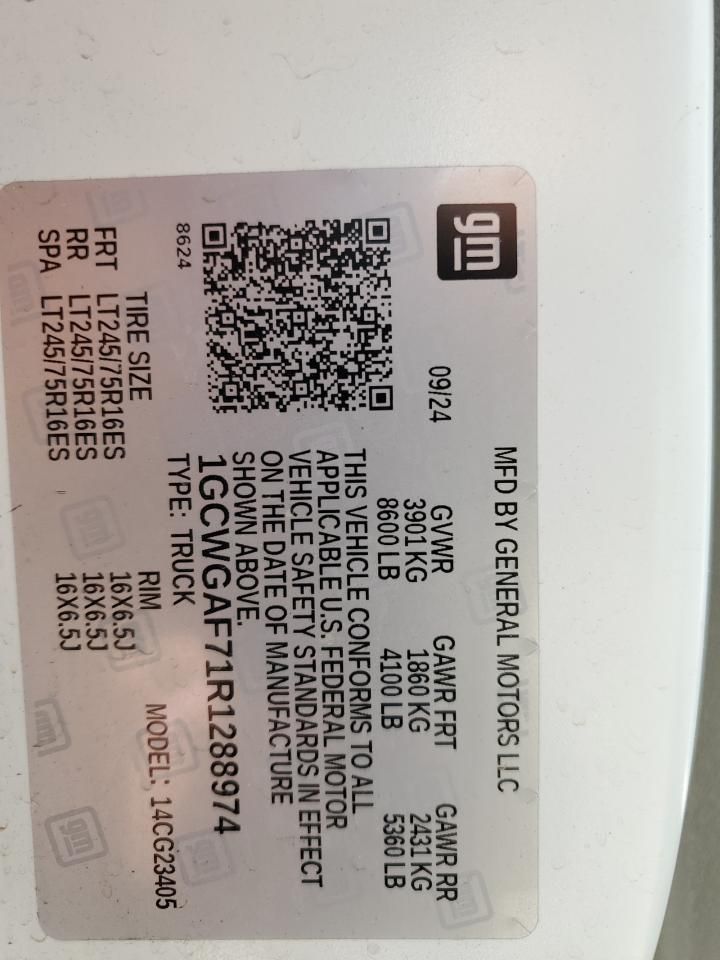 gm
MFD BY GENERAL MOTORS LLC
09/24 GVWR GAWR FRT GAWR RR
3901 KG 1860 KG 2431 KG
8600 LB 4100 LB 5360 LB
THIS VEHICLE CONFORMS TO ALL
APPLICABLE U.S. FEDERAL MOTOR
VEHICLE SAFETY STANDARDS IN EFFECT
ON THE DATE OF MANUFACTURE
SHOWN ABOVE.
1GCWGAF71R1288974
8624 TYPE: TRUCK
TIRE SIZE RIM MODEL: 14CG23405
FRT LT245/75R16ES 16X6.5J
RR LT245/75R16ES 16X6.5J
SPA LT245/75R16ES 16X6.5J